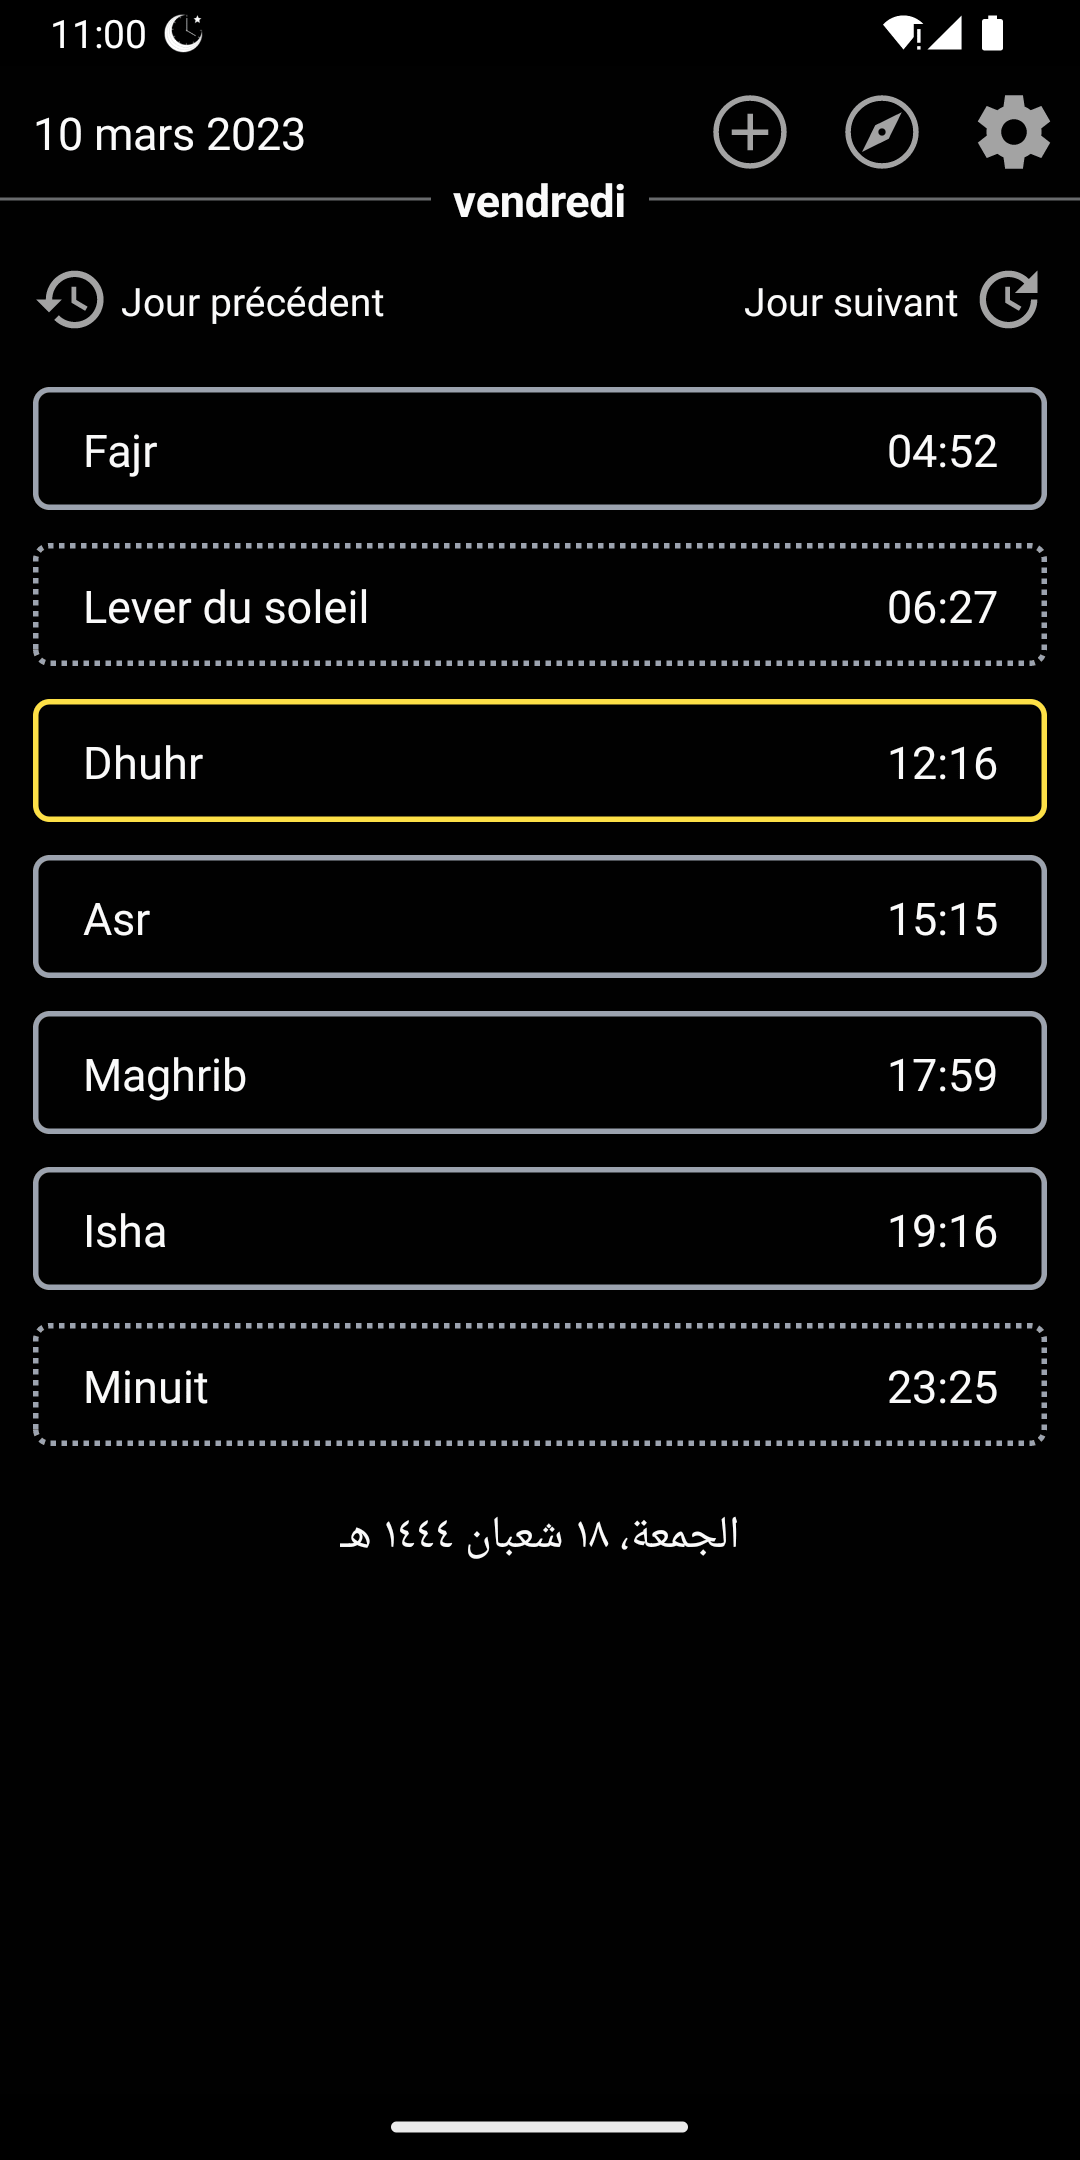 11:00
10 mars 2023
vendredi
Jour précédent
Jour suivant
Fajr 04:52
Lever du soleil 06:27
Dhuhr 12:16
Asr 15:15
Maghrib 17:59
Isha 19:16
Minuit 23:25
الجمعة، ١٨ شعبان ١٤٤٤ هـ